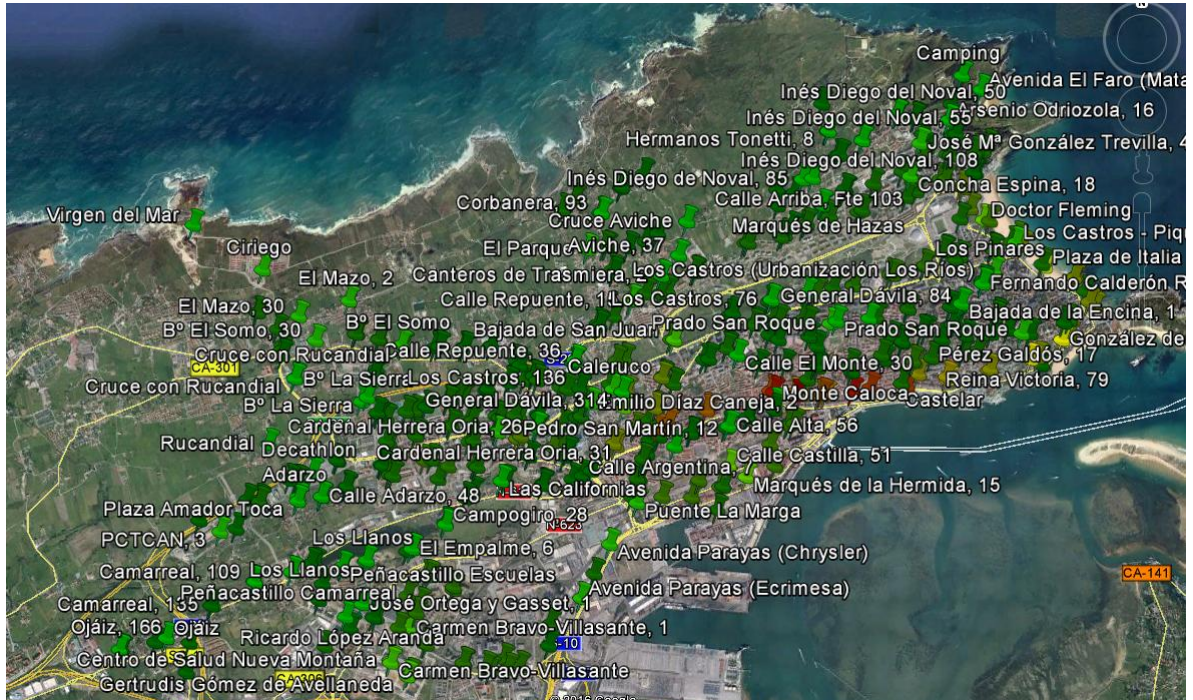 N
Camping
Avenida El Faro (Mata
Inés Diego del Noval, 50
Arsenio Odriozola, 16
Inés Diego del Noval, 55
Hermanos Tonetti, 8
José Mª González Trevilla, 4
Inés Diego del Noval, 108
Inés Diego de Noval, 85
Concha Espina, 18
Corbanera, 93
Calle Arriba, Fte 103
Doctor Fleming
Virgen del Mar
Cruce Aviche
Marqués de Hazas
Los Castros - Piqu
Ciriego
El Parque
Aviche, 37
Los Pinares
Plaza de Italia
El Mazo, 2
Canteros de Trasmiera,
Los Castros (Urbanización Los Ríos)
Fernando Calderón R
El Mazo, 30
Calle Repuente,
Los Castros, 76
General Dávila, 84
Bajada de la Encina, 1
Bº El Somo, 30
Bº El Somo
Bajada de San Juan
Prado San Roque
Prado San Roque
González de
Cruce con Rucandial
Calle Repuente, 36
Caleruco
Calle El Monte, 30
Pérez Galdós, 17
CA-301
Cruce con Rucandial
Bº La Sierra
Los Castros, 136
Reina Victoria, 79
Bº La Sierra
General Dávila, 314
Emilio Díaz Caneja, 2
Monte Caloca
Castelar
Cardenal Herrera Oria, 26
Pedro San Martín, 12
Calle Alta, 56
Rucandial
Decathlon
Cardenal Herrera Oria, 31
Calle Argentina, 7
Calle Castilla, 51
Adarzo
Calle Adarzo, 48
Las Californias
Marqués de la Hermida, 15
Plaza Amador Toca
Campogiro, 28
Puente La Marga
N-623
PCTCAN, 3
Los Llanos
El Empalme, 6
Avenida Parayas (Chrysler)
Camarreal, 109
Los Llanos
Peñacastillo Escuelas
CA-141
Peñacastillo Camarreal
Avenida Parayas (Ecrimesa)
Camarreal, 135
José Ortega y Gasset, 1
Ojáiz, 166
Ojáiz
Ricardo López Aranda
Carmen Bravo-Villasante, 1
Centro de Salud Nueva Montaña
Carmen Bravo-Villasante
Gertrudis Gómez de Avellaneda
© 2016 Google